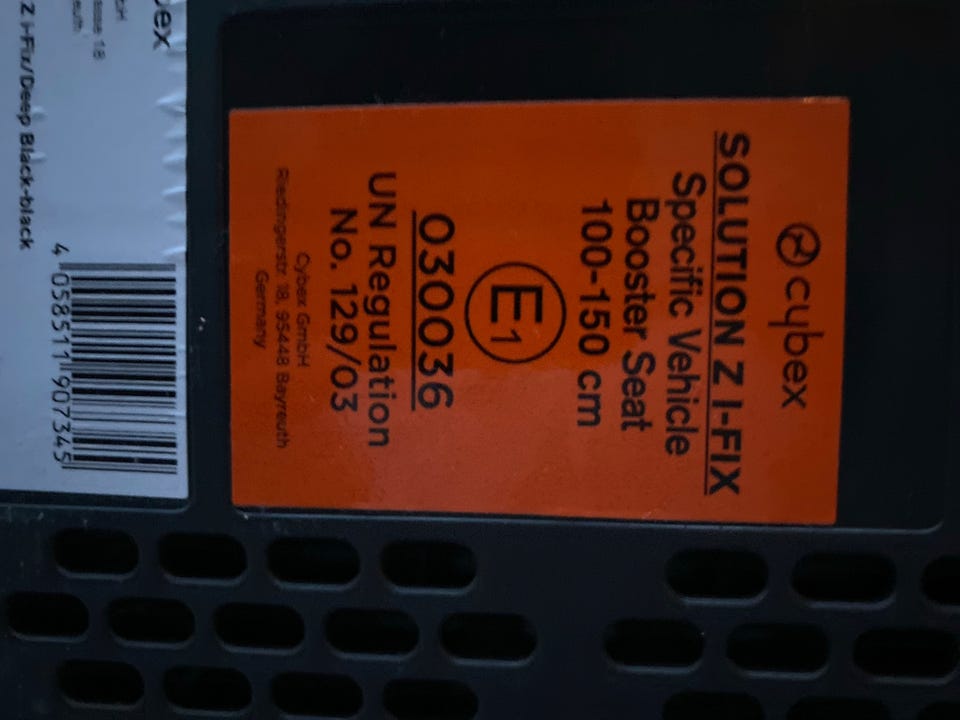 cybex
SOLUTION Z I-FIX
Specific Vehicle
Booster Seat
100-150 cm
E1
030036
UN Regulation
No. 129/03
Cybex GmbH
Riedingerstr. 18, 95448 Bayreuth
Germany
Z i-Fix/Deep Black-black
4 058511 907345